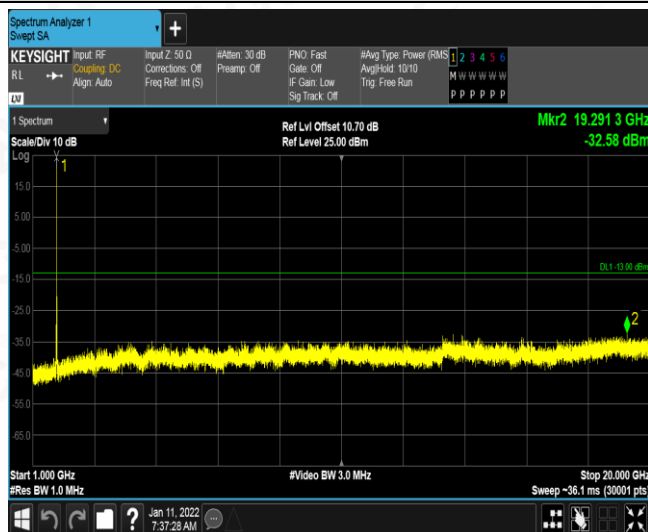 Spectrum Analyzer 1
Swept SA
KEYSIGHT
RL
LXI
Input: RF
Coupling: DC
Align: Auto
Input Z: 50 Ω
Corrections: Off
Freq Ref: Int (S)
#Atten: 30 dB
Preamp: Off
PNO: Fast
Gate: Off
IF Gain: Low
Sig Track: Off
#Avg Type: Power (RMS
Avg|Hold: 10/10
Trig: Free Run
1 2 3 4 5 6
M W W W W W
P P P P P P
1 Spectrum
Scale/Div 10 dB
Ref Lvl Offset 10.70 dB
Ref Level 25.00 dBm
Mkr2 19.291 3 GHz
-32.58 dBm
Log
1
15.0
5.00
-5.00
DL1 -13.00 dBm
-15.0
-25.0
2
-35.0
-45.0
-55.0
-65.0
Start 1.000 GHz
#Video BW 3.0 MHz
Stop 20.000 GHz
#Res BW 1.0 MHz
Sweep ~36.1 ms (30001 pts)
?
Jan 11, 2022
7:37:28 AM